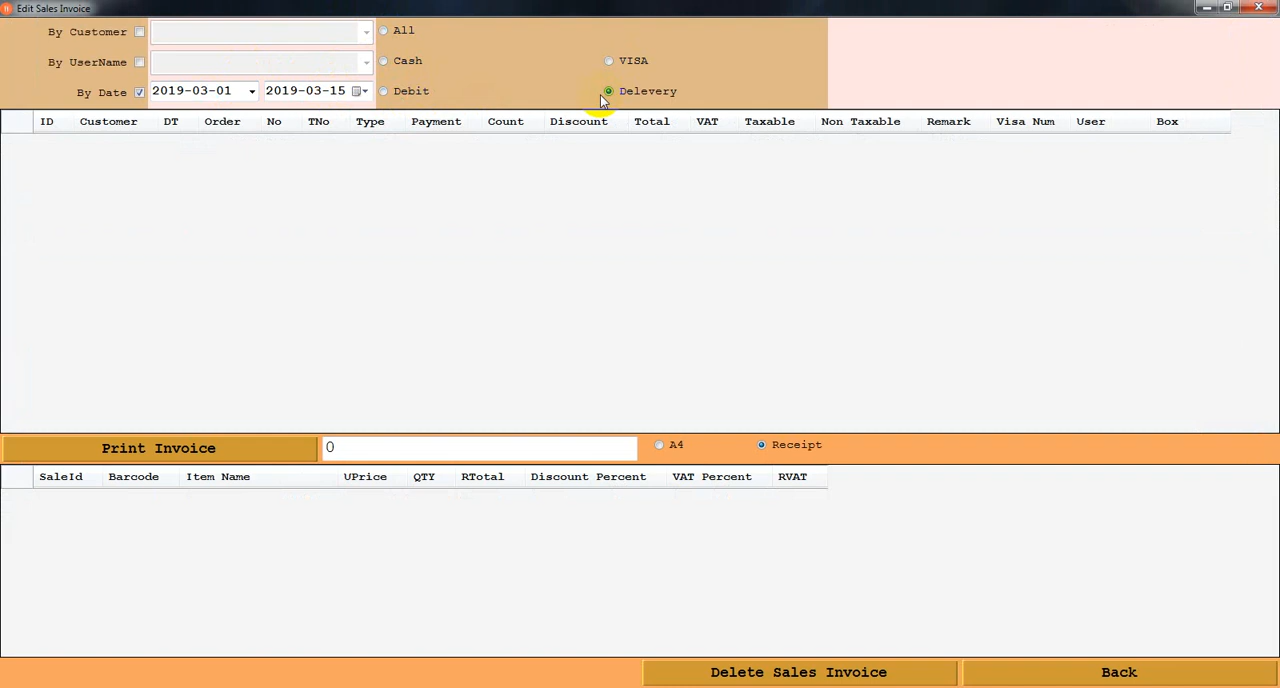 Edit Sales Invoice
By Customer
All
By UserName
Cash
VISA
By Date
2019-03-01
2019-03-15
Debit
Delevery
ID Customer DT Order No TNo Type Payment Count Discount Total VAT Taxable Non Taxable Remark Visa Num User Box
Print Invoice
0
A4
Receipt
SaleId Barcode Item Name UPrice QTY RTotal Discount Percent VAT Percent RVAT
Delete Sales Invoice
Back